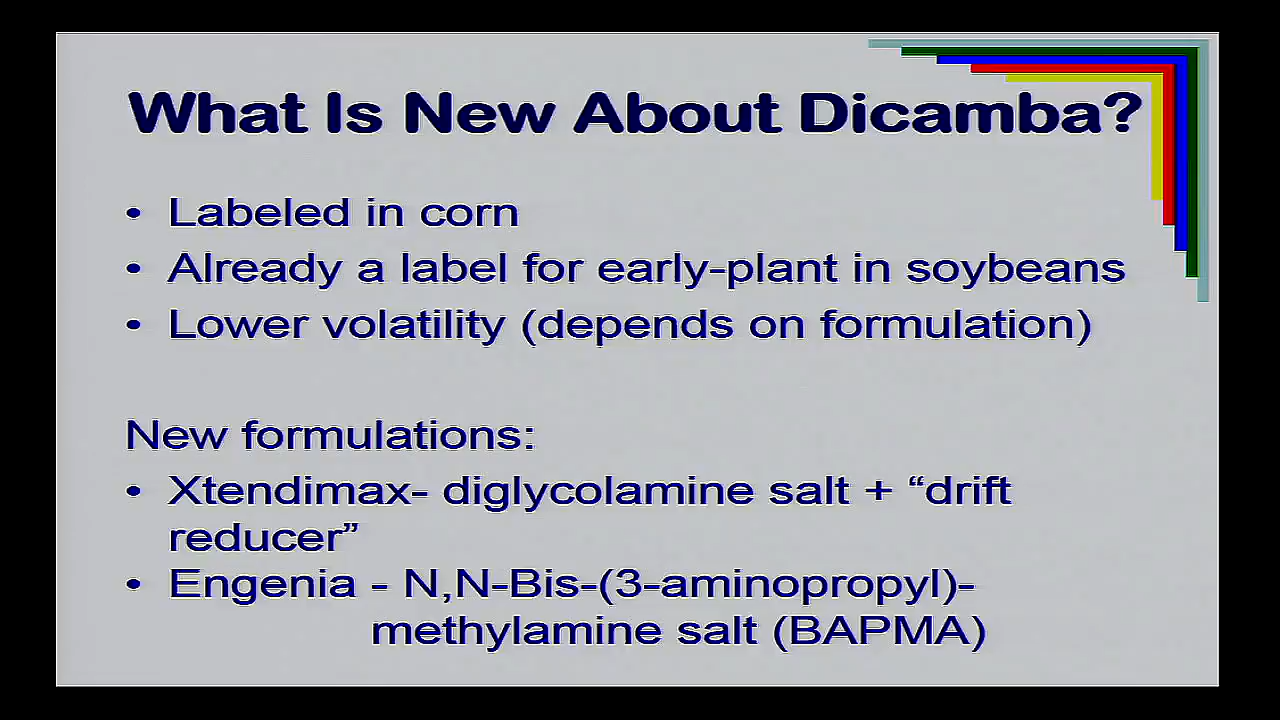 What Is New About Dicamba?
• Labeled in corn
• Already a label for early-plant in soybeans
• Lower volatility (depends on formulation)
New formulations:
• Xtendimax- diglycolamine salt + “drift
reducer”
• Engenia - N,N-Bis-(3-aminopropyl)-
methylamine salt (BAPMA)